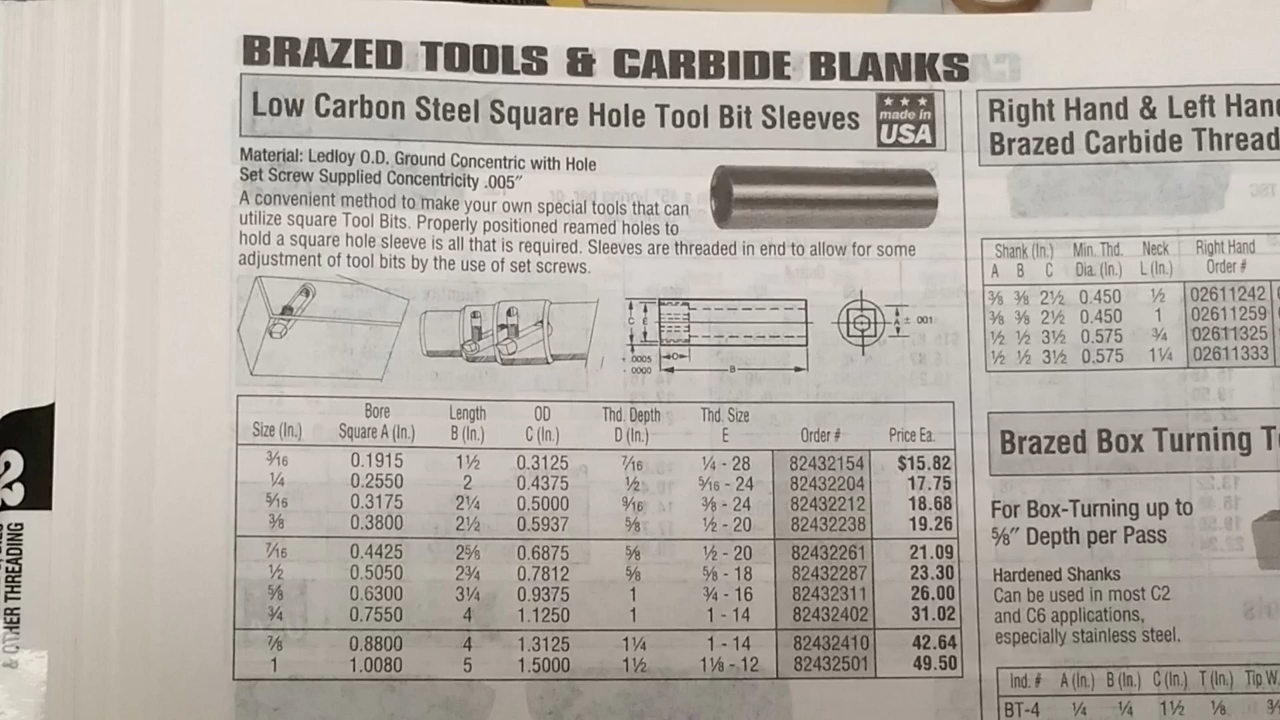 BRAZED TOOLS & CARBIDE BLANKS
Low Carbon Steel Square Hole Tool Bit Sleeves
★ ★ ★
made in
USA
Material: Ledloy O.D. Ground Concentric with Hole
Set Screw Supplied Concentricity .005"
A convenient method to make your own special tools that can
utilize square Tool Bits. Properly positioned reamed holes to
hold a square hole sleeve is all that is required. Sleeves are threaded in end to allow for some
adjustment of tool bits by the use of set screws.
C E
+ .0005
- .0000
D
B
A ± 001
Size (In.) Bore Square A (In.) Length B (In.) OD C (In.) Thd. Depth D (In.) Thd. Size E Order # Price Ea.
3/16 0.1915 1½ 0.3125 7/16 ¼ - 28 82432154 $15.82
¼ 0.2550 2 0.4375 ½ 5/16 - 24 82432204 17.75
5/16 0.3175 2¼ 0.5000 9/16 ⅜ - 24 82432212 18.68
⅜ 0.3800 2½ 0.5937 ⅝ ½ - 20 82432238 19.26
7/16 0.4425 2⅝ 0.6875 ⅝ ½ - 20 82432261 21.09
½ 0.5050 2¾ 0.7812 ⅝ ⅝ - 18 82432287 23.30
⅝ 0.6300 3¼ 0.9375 1 ¾ - 16 82432311 26.00
¾ 0.7550 4 1.1250 1 1 - 14 82432402 31.02
⅞ 0.8800 4 1.3125 1¼ 1 - 14 82432410 42.64
1 1.0080 5 1.5000 1½ 1⅛ - 12 82432501 49.50
Right Hand & Left Han
Brazed Carbide Thread
Shank (In.) Min. Thd. Neck Right Hand
A B C Dia. (In.) L (In.) Order #
⅜ ⅜ 2½ 0.450 ½ 02611242
⅜ ⅜ 2½ 0.450 1 02611259
½ ½ 3½ 0.575 ¾ 02611325
½ ½ 3½ 0.575 1¼ 02611333
Brazed Box Turning T
For Box-Turning up to
⅝" Depth per Pass
Hardened Shanks
Can be used in most C2
and C6 applications,
especially stainless steel.
Ind. # A (In.) B (In.) C (In.) T (In.) Tip W
BT-4 ¼ ¼ 1½ ⅛
2
& OTHER THREADING